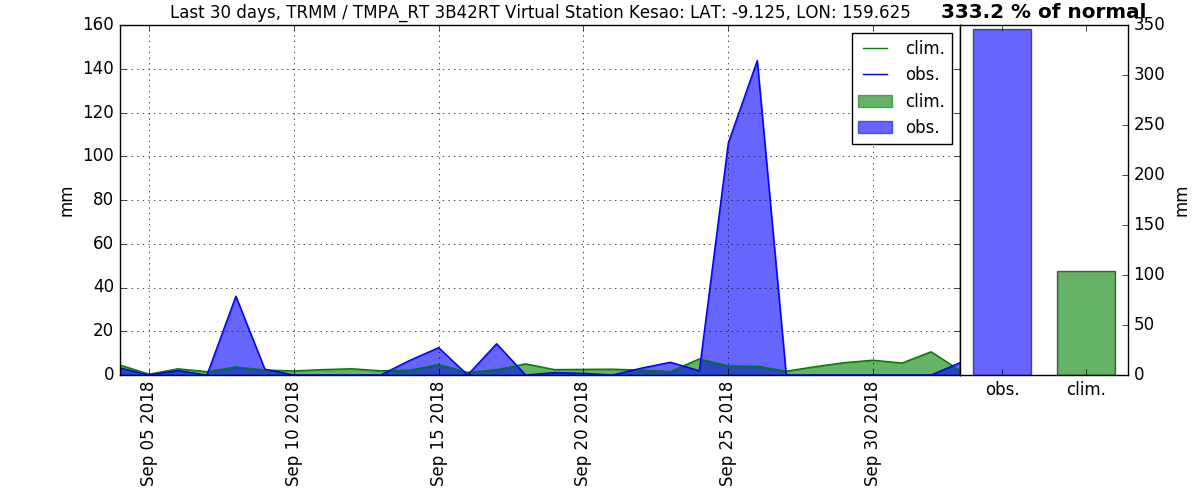 Last 30 days, TRMM / TMPA_RT 3B42RT Virtual Station Kesao: LAT: -9.125, LON: 159.625
333.2 % of normal
160
140
120
100
80
60
40
20
0
mm
clim.
obs.
clim.
obs.
Sep 05 2018
Sep 10 2018
Sep 15 2018
Sep 20 2018
Sep 25 2018
Sep 30 2018
350
300
250
200
150
100
50
0
mm
obs.
clim.